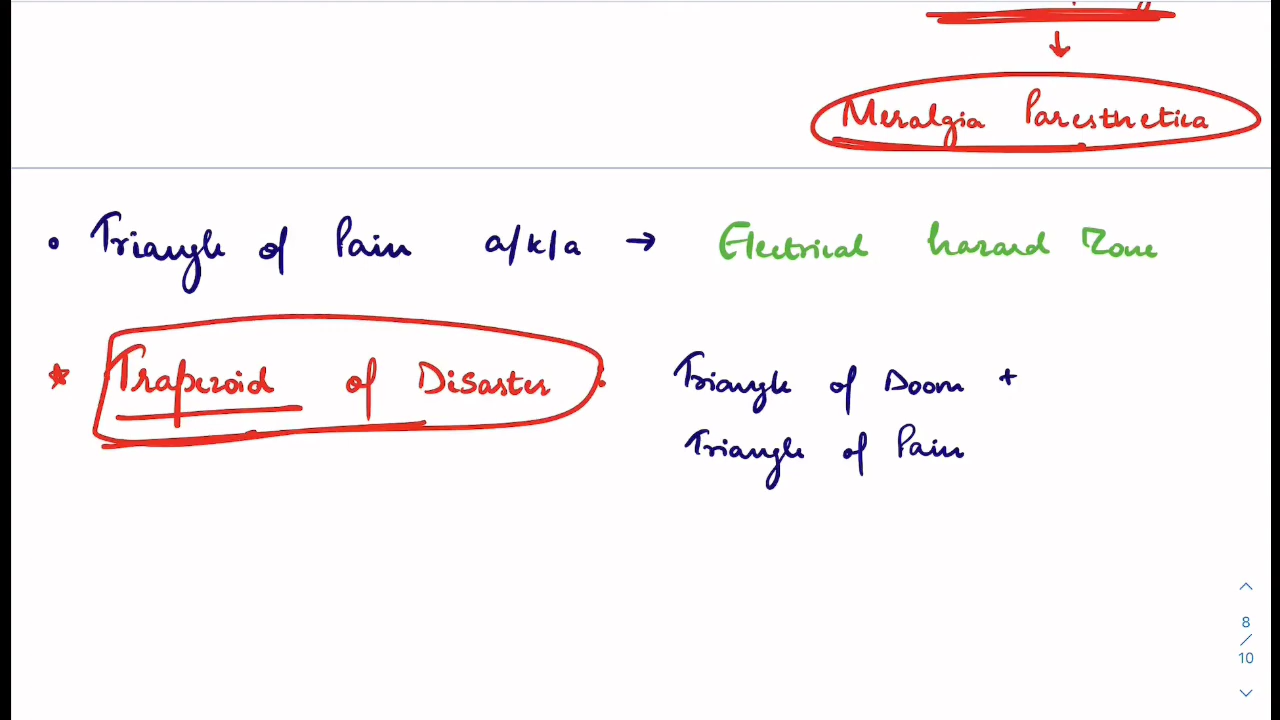 Meralgia Paresthetica
• Triangle of Pain a/k/a → Electrical hazard Zone
* Trapezoid of Disaster : Triangle of Doom +
Triangle of Pain
8
/
10